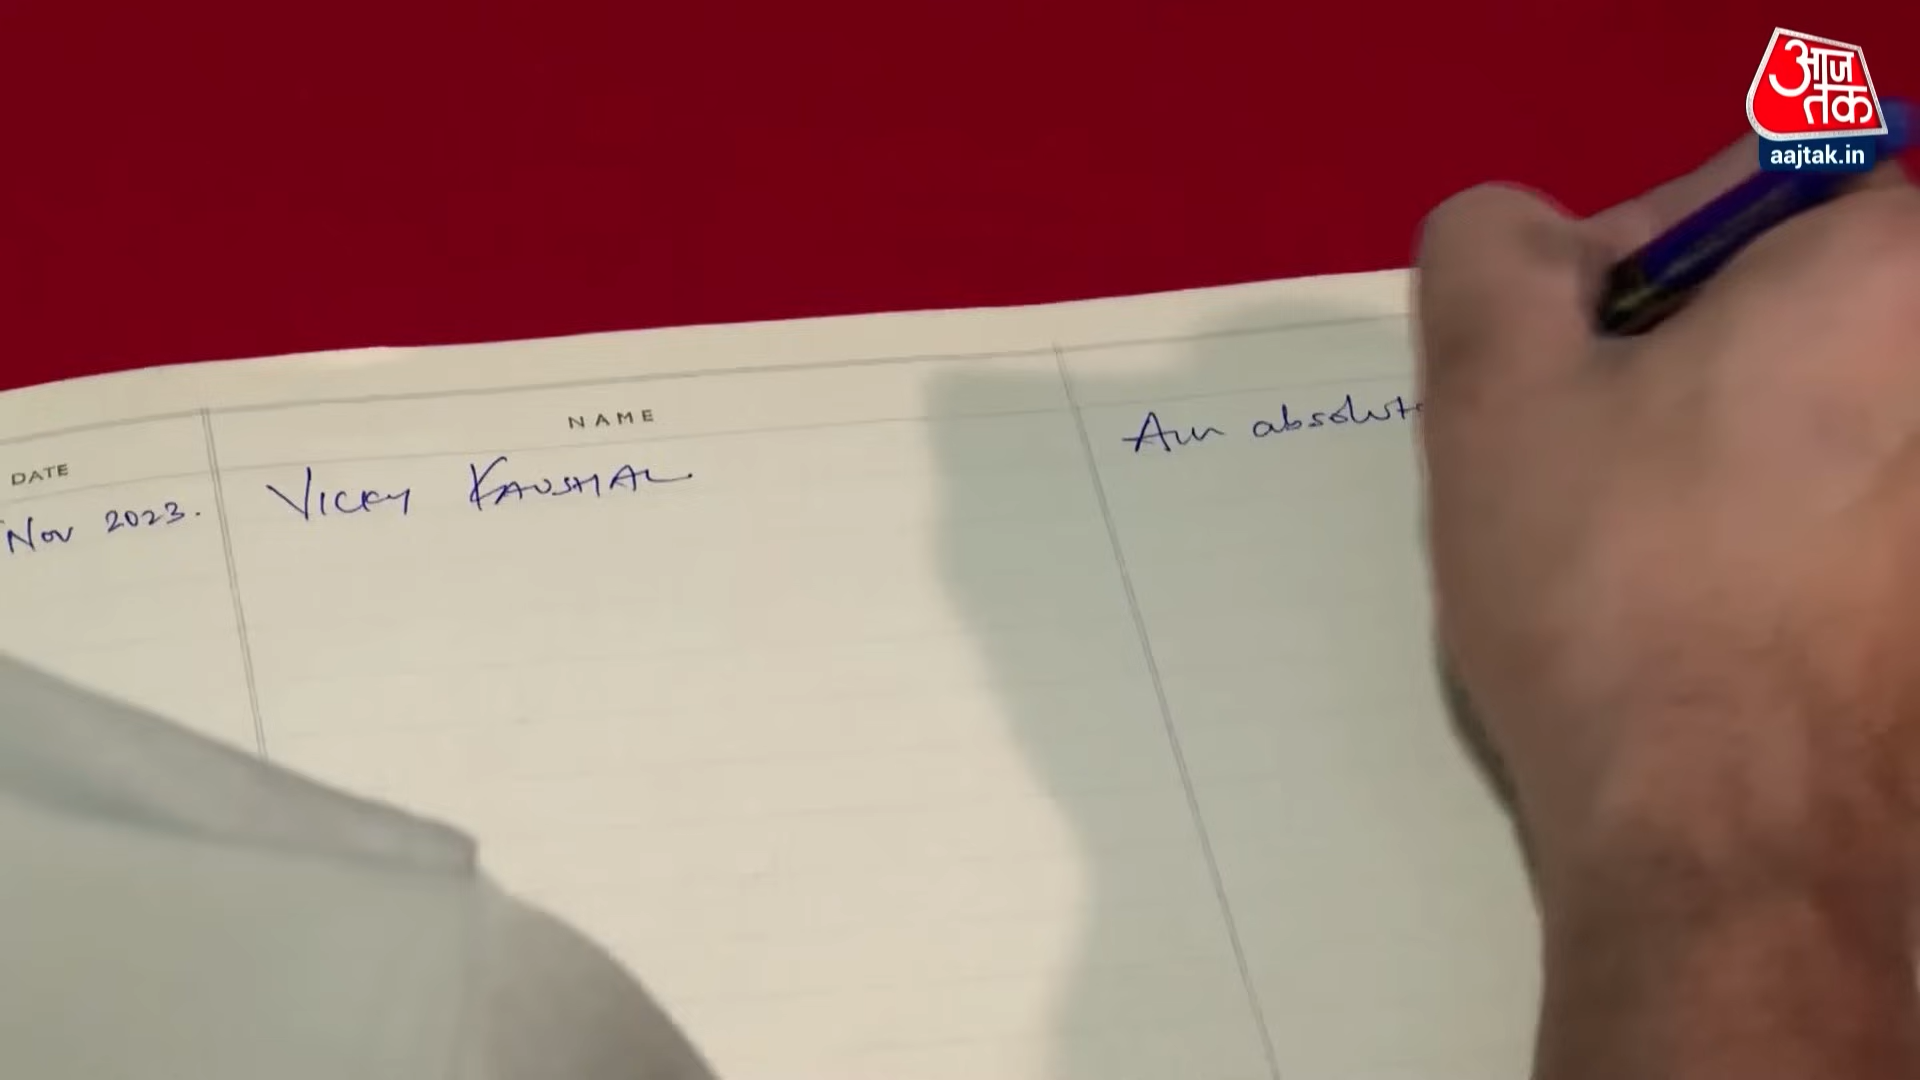 आज
तक
aajtak.in
NAME
DATE
Nov 2023.
VICKY KAUSHAL
An